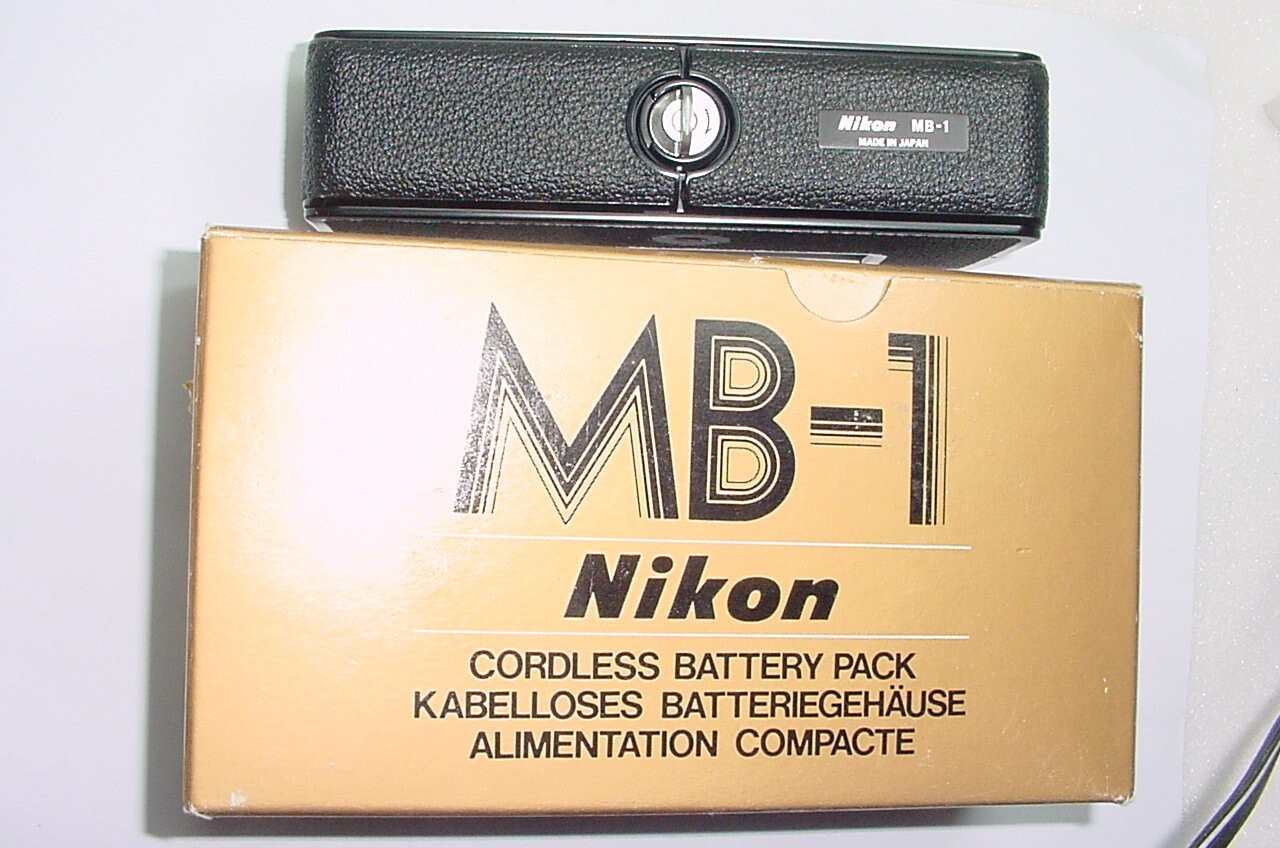 Nikon MB-1
MADE IN JAPAN
MB-1
Nikon
CORDLESS BATTERY PACK
KABELLOSES BATTERIEGEHÄUSE
ALIMENTATION COMPACTE